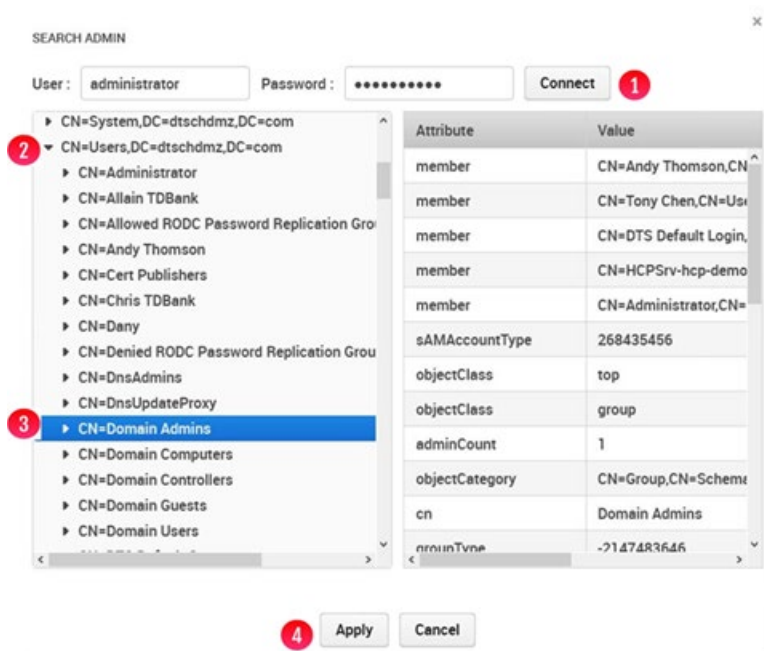 ×
SEARCH ADMIN
User : administrator Password : •••••••••• Connect 1
CN=System,DC=dtschdmz,DC=com
2 CN=Users,DC=dtschdmz,DC=com
CN=Administrator
CN=Allain TDBank
CN=Allowed RODC Password Replication Gro
CN=Andy Thomson
CN=Cert Publishers
CN=Chris TDBank
CN=Dany
CN=Denied RODC Password Replication Grou
CN=DnsAdmins
CN=DnsUpdateProxy
3 CN=Domain Admins
CN=Domain Computers
CN=Domain Controllers
CN=Domain Guests
CN=Domain Users
Attribute Value
member CN=Andy Thomson,CN
member CN=Tony Chen,CN=Use
member CN=DTS Default Login,
member CN=HCPSrv-hcp-demo
member CN=Administrator,CN=
sAMAccountType 268435456
objectClass top
objectClass group
adminCount 1
objectCategory CN=Group,CN=Schema
cn Domain Admins
groupType -2147483646
4 Apply Cancel